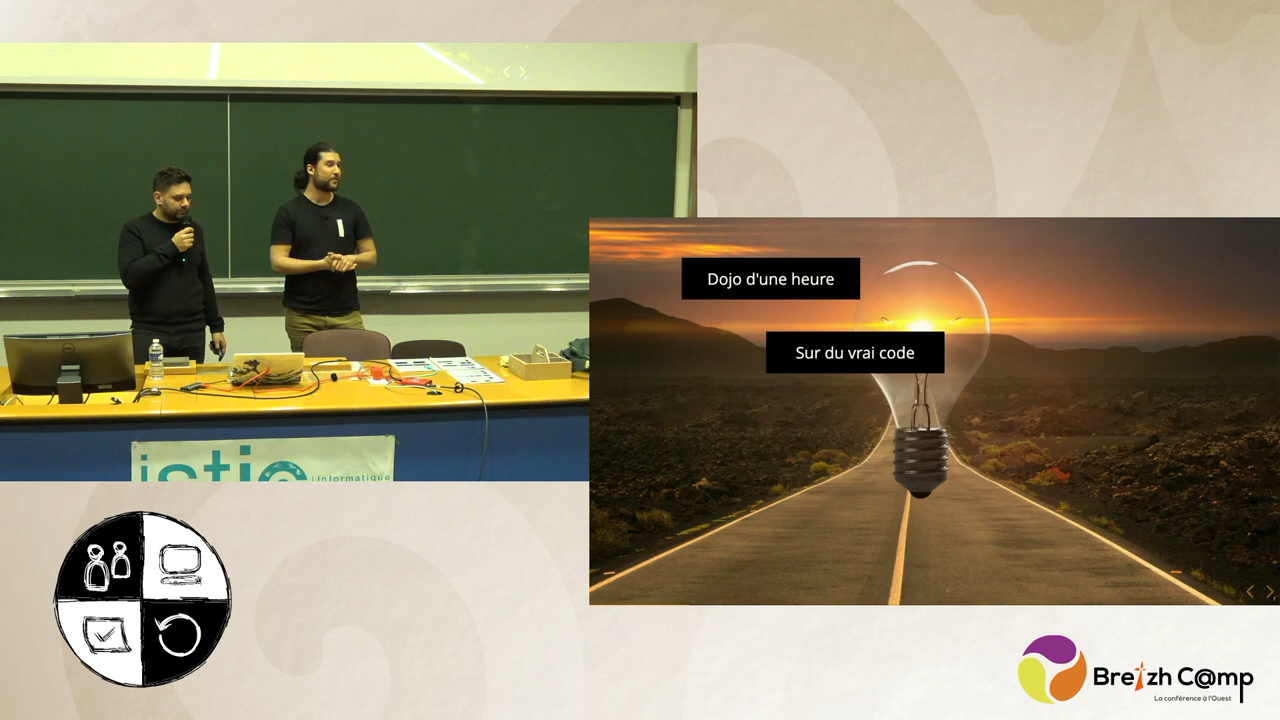 Dojo d'une heure
Sur du vrai code
istic
informatique
Breizh C@mp
La conférence à l'Ouest